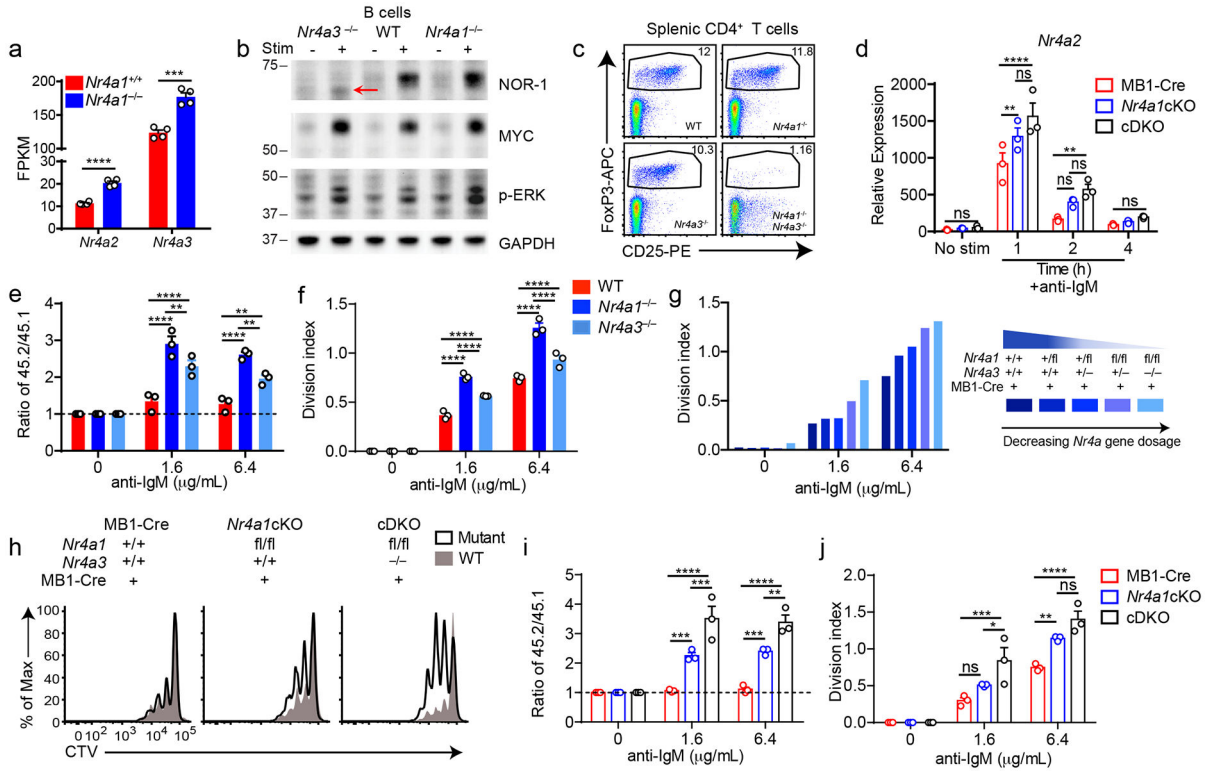 a
FPKM
200
150
100
50
30
20
10
0
Nr4a1+/+
Nr4a1−/−
***
****
Nr4a2
Nr4a3
b
B cells
Nr4a3 −/− WT Nr4a1−/−
Stim - + - + - +
75
50
50
37
37
NOR-1
MYC
p-ERK
GAPDH
c
Splenic CD4+ T cells
12
WT
11.8
Nr4a1-/-
10.3
Nr4a3-/-
1.16
Nr4a1-/-
Nr4a3-/-
FoxP3-APC
CD25-PE
d
Nr4a2
Relative Expression
2000
1500
1000
500
0
ns
****
ns
**
**
ns
ns
ns
MB1-Cre
Nr4a1cKO
cDKO
No stim 1 2 4
Time (h)
+anti-IgM
e
Ratio of 45.2/45.1
4
3
2
1
0
****
**
****
**
**
****
0 1.6 6.4
anti-IgM (μg/mL)
f
Division index
1.5
1.0
0.5
0.0
****
****
****
****
****
****
0 1.6 6.4
anti-IgM (μg/mL)
WT
Nr4a1−/−
Nr4a3−/−
g
Division index
1.5
1.0
0.5
0.0
0 1.6 6.4
anti-IgM (μg/mL)
Nr4a1 +/+ +/fl +/fl fl/fl fl/fl
Nr4a3 +/+ +/+ +/− +/− −/−
MB1-Cre + + + + +
Decreasing Nr4a gene dosage
h
MB1-Cre Nr4a1cKO cDKO
Nr4a1 +/+ fl/fl fl/fl
Nr4a3 +/+ +/+ −/−
MB1-Cre + + +
Mutant
WT
% of Max
100
80
60
40
20
0
0 10² 10³ 10⁴ 10⁵
CTV
i
Ratio of 45.2/45.1
5
4
3
2
1
0
****
***
***
****
**
***
0 1.6 6.4
anti-IgM (μg/mL)
j
Division index
2.0
1.5
1.0
0.5
0.0
***
*
ns
****
ns
**
0 1.6 6.4
anti-IgM (μg/mL)
MB1-Cre
Nr4a1cKO
cDKO